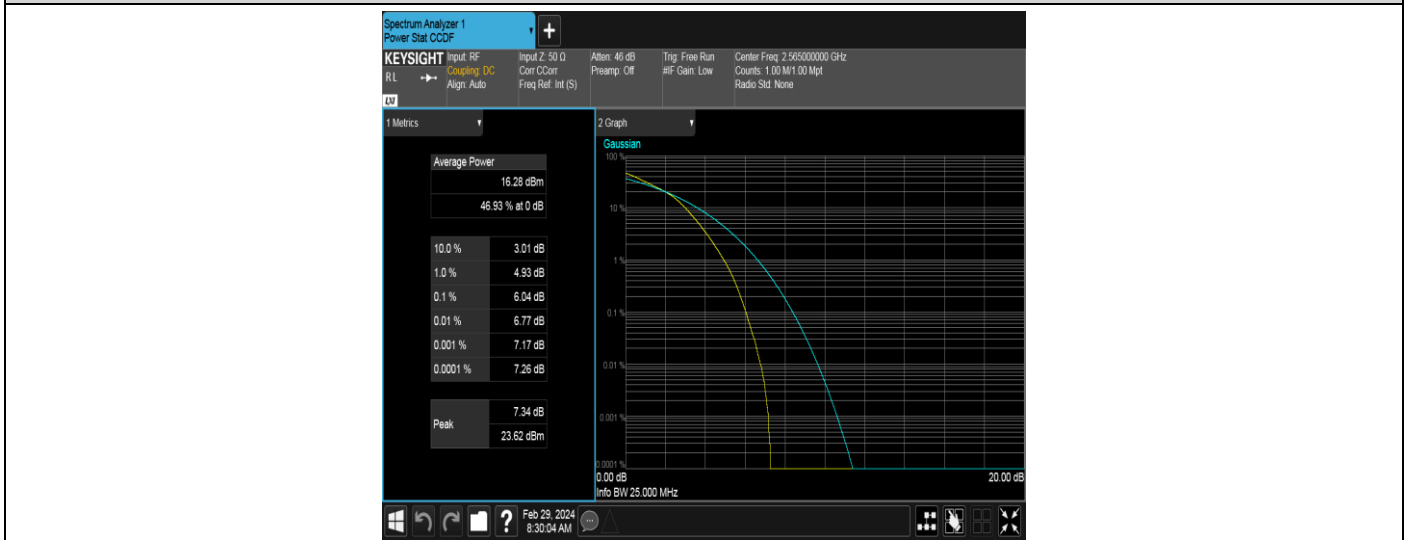 Spectrum Analyzer 1
Power Stat CCDF
+
KEYSIGHT
RL
LXI
Input: RF
Coupling: DC
Align: Auto
Input Z: 50 Ω
Corr CCorr
Freq Ref: Int (S)
Atten: 46 dB
Preamp: Off
Trig: Free Run
#IF Gain: Low
Center Freq: 2.565000000 GHz
Counts: 1.00 M/1.00 Mpt
Radio Std: None
1 Metrics
Average Power
16.28 dBm
46.93 % at 0 dB
10.0 % 3.01 dB
1.0 % 4.93 dB
0.1 % 6.04 dB
0.01 % 6.77 dB
0.001 % 7.17 dB
0.0001 % 7.26 dB
Peak
7.34 dB
23.62 dBm
2 Graph
Gaussian
100 %
10 %
1 %
0.1 %
0.01 %
0.001 %
0.0001 %
0.00 dB 20.00 dB
Info BW 25.000 MHz
?
Feb 29, 2024
8:30:04 AM